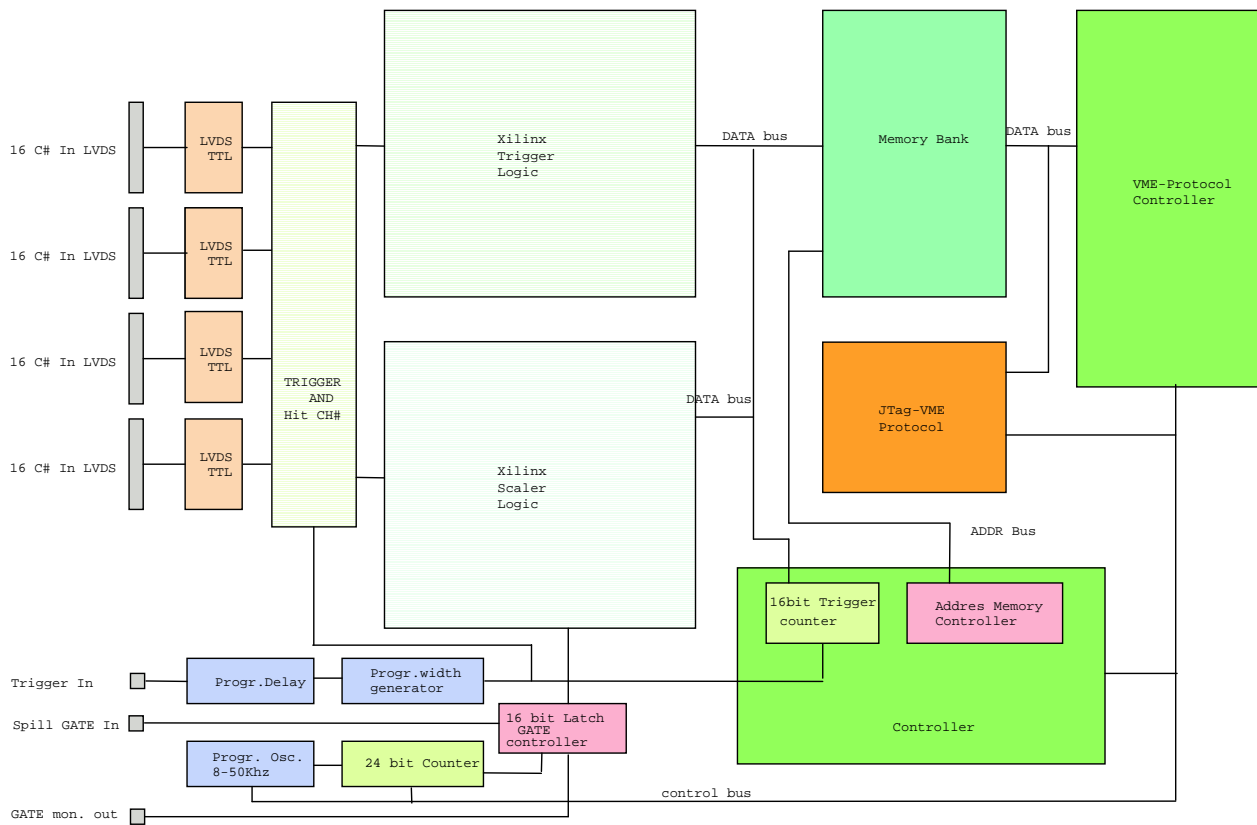 16 C# In LVDS
LVDS
TTL
16 C# In LVDS
LVDS
TTL
16 C# In LVDS
LVDS
TTL
16 C# In LVDS
LVDS
TTL
TRIGGER
AND
Hit CH#
Xilinx
Trigger
Logic
DATA bus
Memory Bank
DATA bus
VME-Protocol
Controller
Xilinx
Scaler
Logic
DATA bus
JTag-VME
Protocol
ADDR Bus
16bit Trigger
counter
Addres Memory
Controller
Controller
Trigger In
Progr.Delay
Progr.width
generator
Spill GATE In
16 bit Latch
GATE
controller
Progr. Osc.
8-50Khz
24 bit Counter
control bus
GATE mon. out